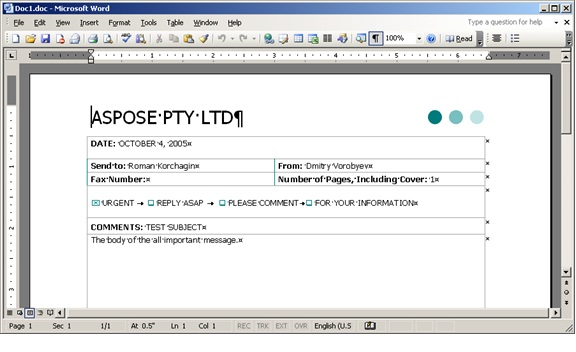 Doc1.doc - Microsoft Word
File Edit View Insert Format Tools Table Window Help Type a question for help
100% Read
ASPOSE PTY LTD¶
DATE: OCTOBER 4, 2005¤
Send to: Roman Korchagin¤ From: Dmitry Vorobyev¤
Fax Number:¤ Number of Pages, Including Cover: 1¤
URGENT → REPLY ASAP → PLEASE COMMENT → FOR YOUR INFORMATION¤
COMMENTS: TEST SUBJECT¤
The body of the all important message.¤
Page 1 Sec 1 1/1 At 0.5" Ln 1 Col 1 REC TRK EXT OVR English (U.S